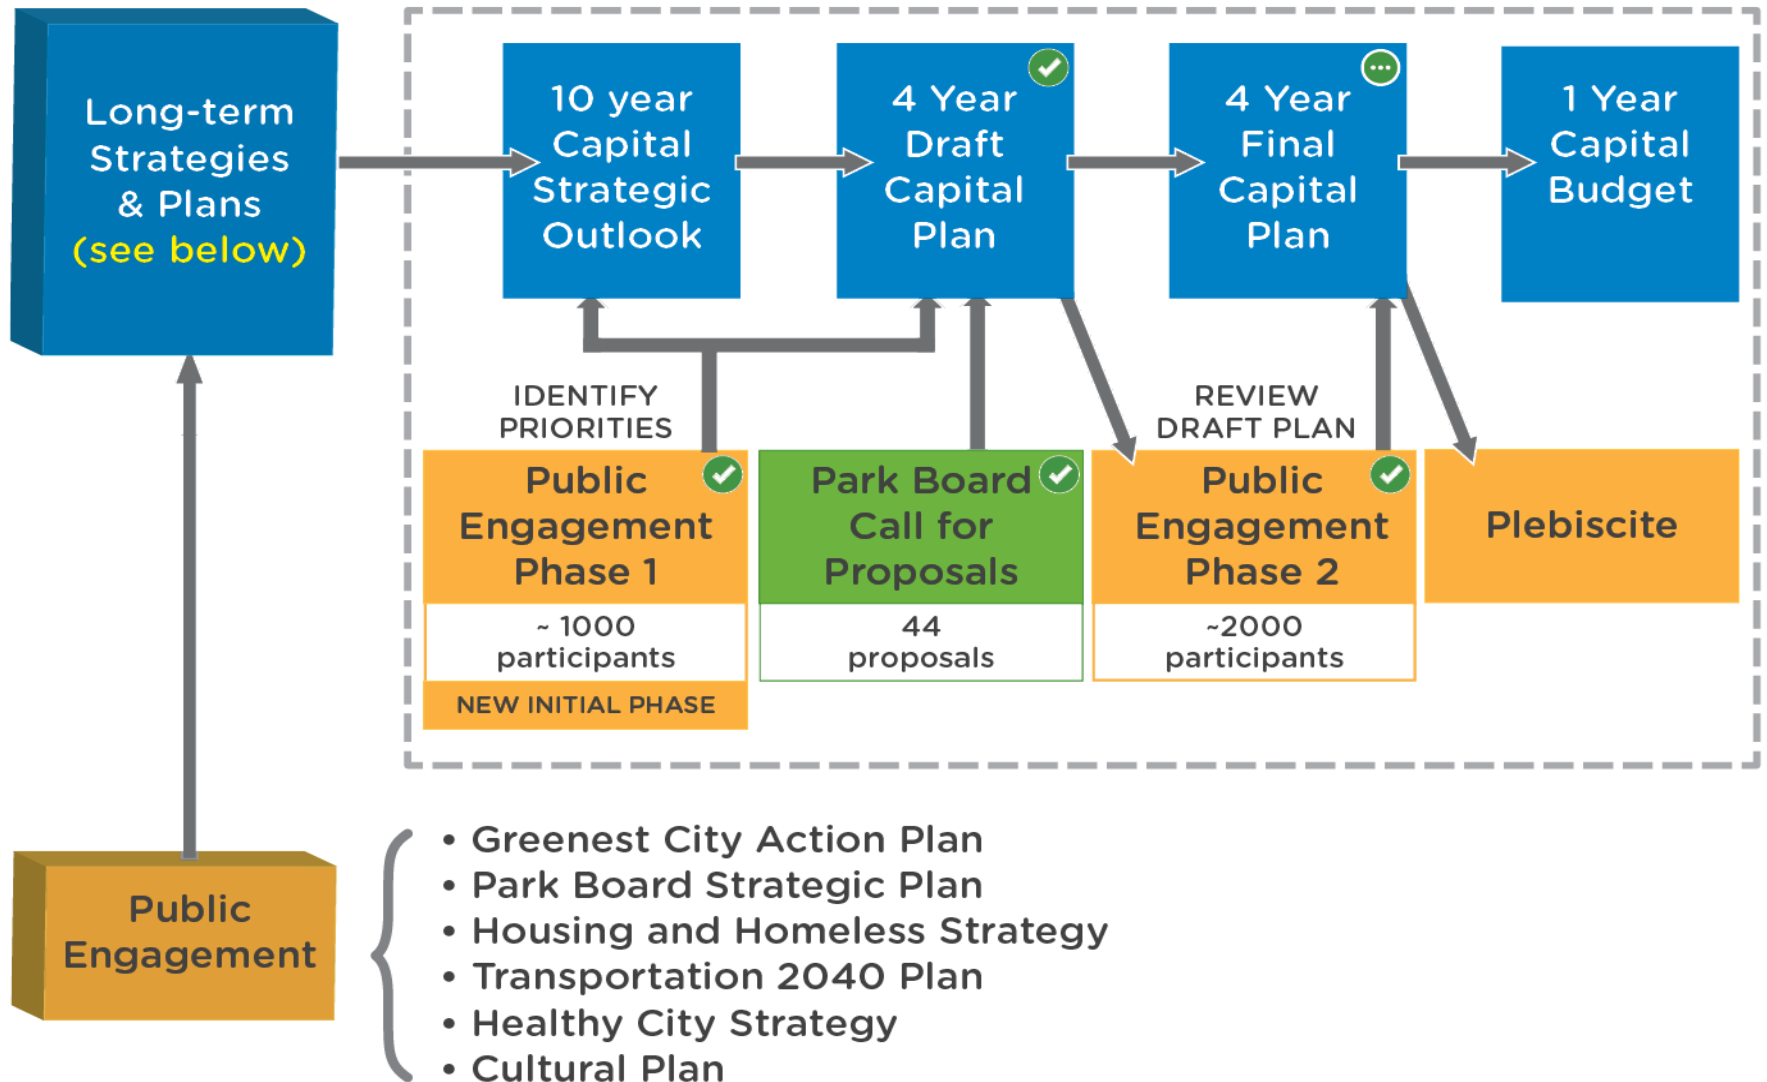 Long-term
Strategies
& Plans
(see below)
10 year
Capital
Strategic
Outlook
4 Year
Draft
Capital
Plan
4 Year
Final
Capital
Plan
1 Year
Capital
Budget
IDENTIFY
PRIORITIES
REVIEW
DRAFT PLAN
Public
Engagement
Phase 1
~ 1000
participants
NEW INITIAL PHASE
Park Board
Call for
Proposals
44
proposals
Public
Engagement
Phase 2
~2000
participants
Plebiscite
Public
Engagement
• Greenest City Action Plan
• Park Board Strategic Plan
• Housing and Homeless Strategy
• Transportation 2040 Plan
• Healthy City Strategy
• Cultural Plan